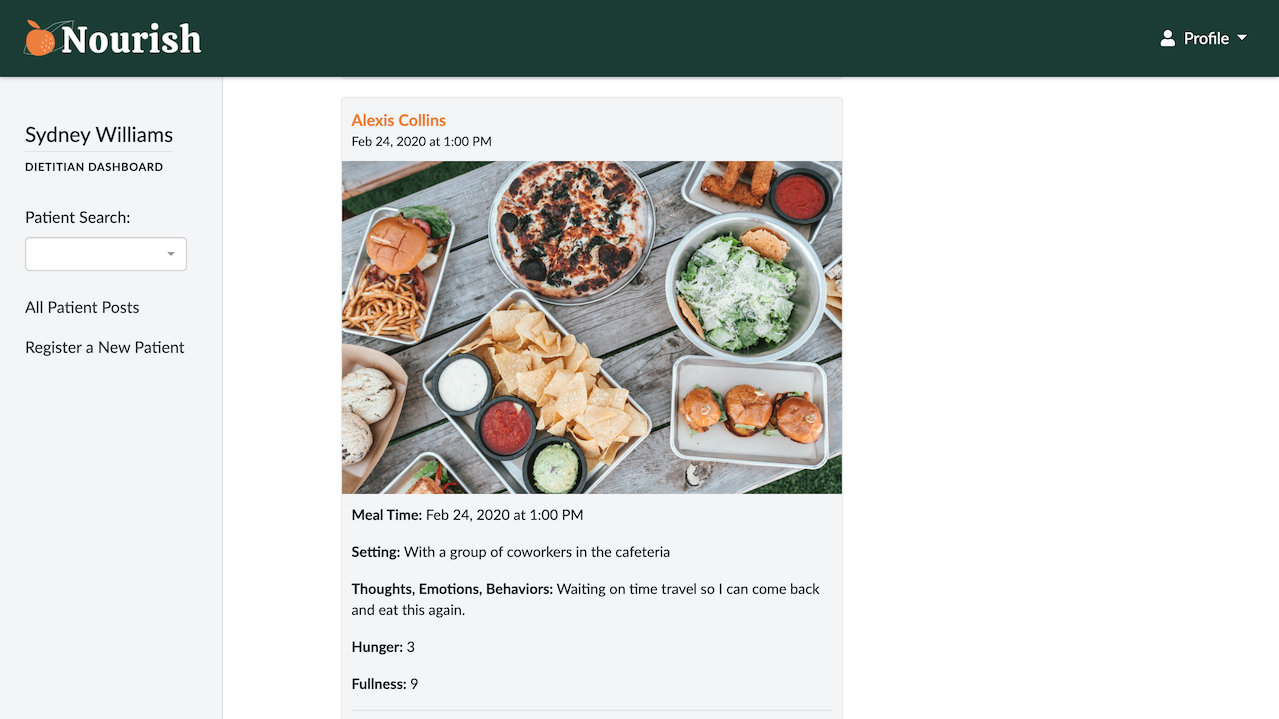 Nourish
Profile
Sydney Williams
DIETITIAN DASHBOARD
Patient Search:
All Patient Posts
Register a New Patient
Alexis Collins
Feb 24, 2020 at 1:00 PM
Meal Time: Feb 24, 2020 at 1:00 PM
Setting: With a group of coworkers in the cafeteria
Thoughts, Emotions, Behaviors: Waiting on time travel so I can come back
and eat this again.
Hunger: 3
Fullness: 9